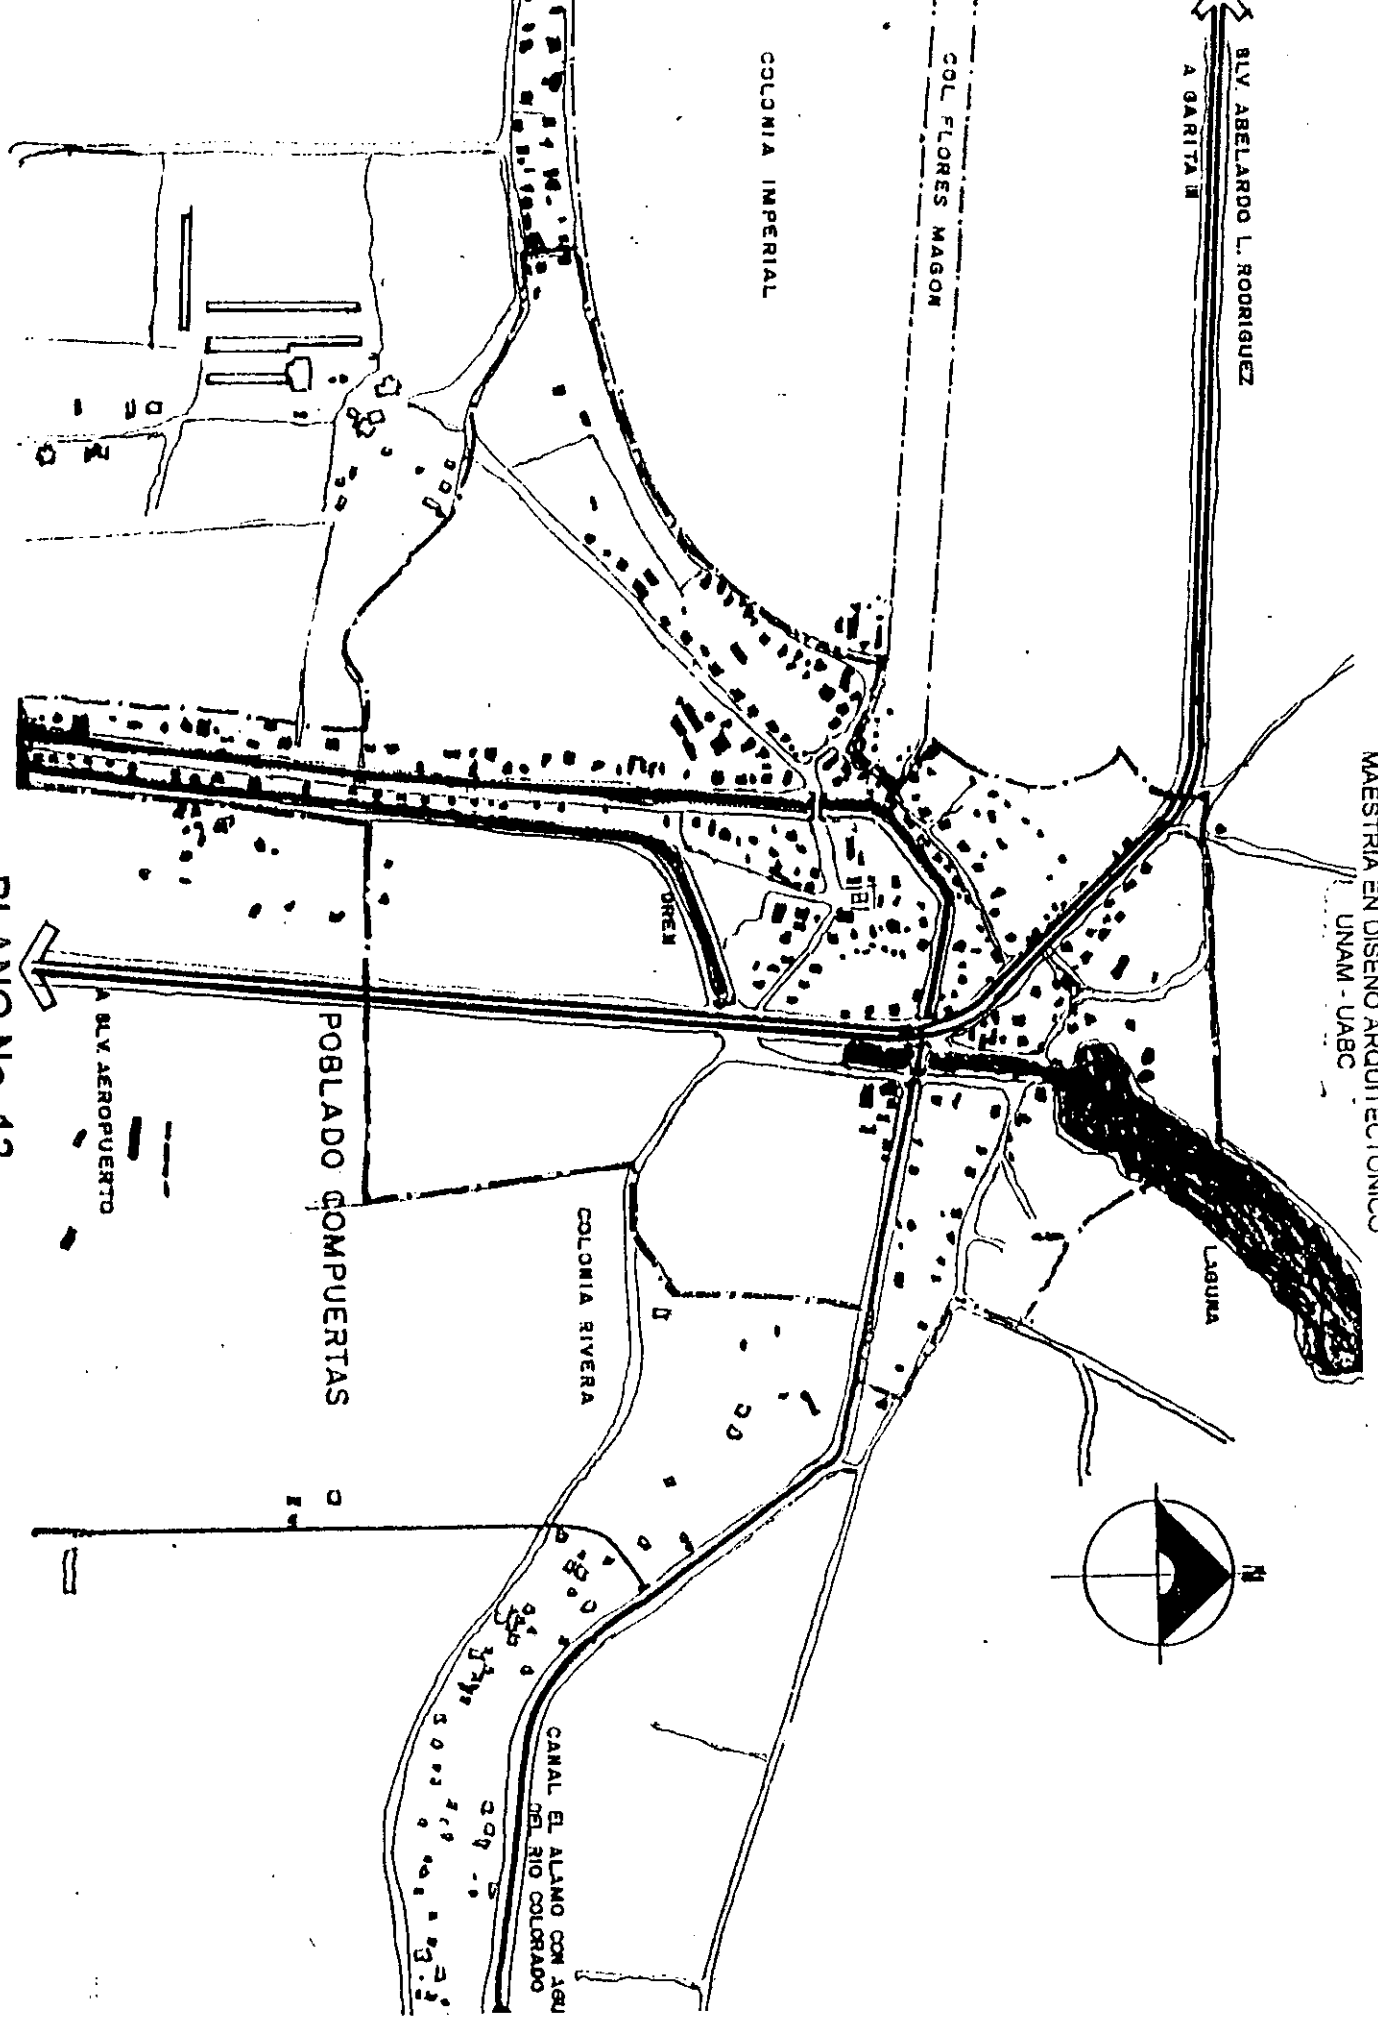 MAESTRIA EN DISEÑO ARQUITECTONICO
UNAM - UABC
BLV. ABELARDO L. RODRIGUEZ
A GARITA III
COL FLORES MAGON
COLONIA IMPERIAL
LAGUNA
N
DREN
COLONIA RIVERA
CANAL EL ALAMO CON AGU
DEL RIO COLORADO
POBLADO COMPUERTAS
A BLV. AEROPUERTO
PLANO No. 12